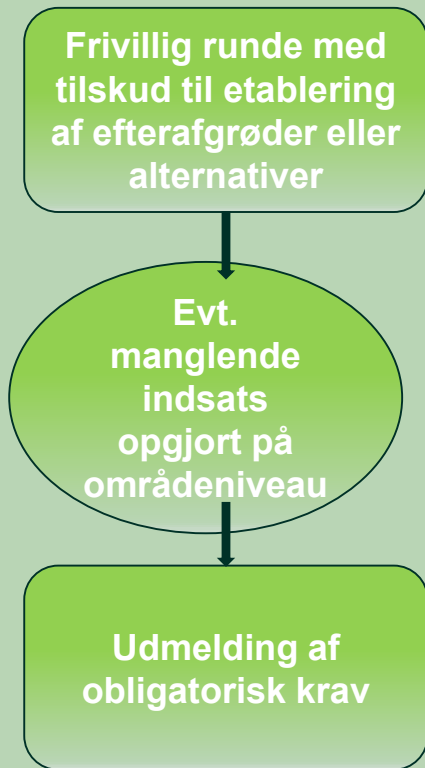 Frivillig runde med
tilskud til etablering
af efterafgrøder eller
alternativer
Evt.
manglende
indsats
opgjort på
områdeniveau
Udmelding af
obligatorisk krav